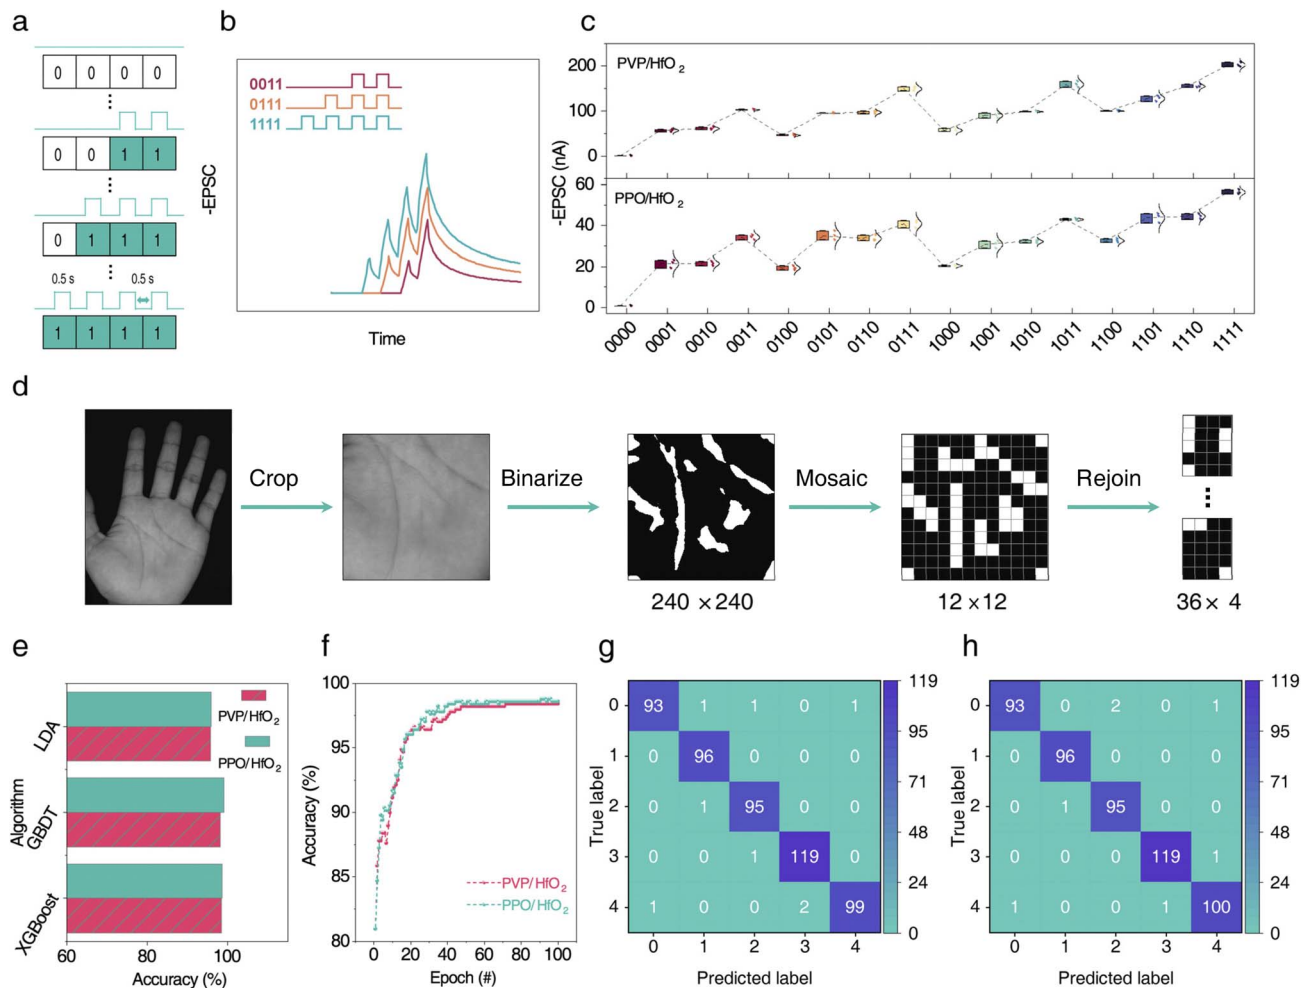 a
0 0 0 0
0 0 1 1
0 1 1 1
0.5 s 0.5 s
1 1 1 1
b
0011
0111
1111
-EPSC
Time
c
PVP/HfO2
200
100
0
PPO/HfO2
60
40
20
0
-EPSC (nA)
0000 0001 0010 0011 0100 0101 0110 0111 1000 1001 1010 1011 1100 1101 1110 1111
d
Crop
Binarize
Mosaic
Rejoin
240 ×240
12 ×12
36× 4
e
LDA
GBDT
XGBoost
Algorithm
PVP/HfO2
PPO/HfO2
60 80 100
Accuracy (%)
f
100
95
90
85
80
Accuracy (%)
PVP/HfO2
PPO/HfO2
0 20 40 60 80 100
Epoch (#)
g
0 93 1 1 0 1
1 0 96 0 0 0
2 0 1 95 0 0
3 0 0 1 119 0
4 1 0 0 2 99
0 1 2 3 4
True label
Predicted label
119
95
71
48
24
0
h
0 93 0 2 0 1
1 0 96 0 0 0
2 0 1 95 0 0
3 0 0 0 119 1
4 1 0 0 1 100
0 1 2 3 4
True label
Predicted label
119
95
71
48
24
0